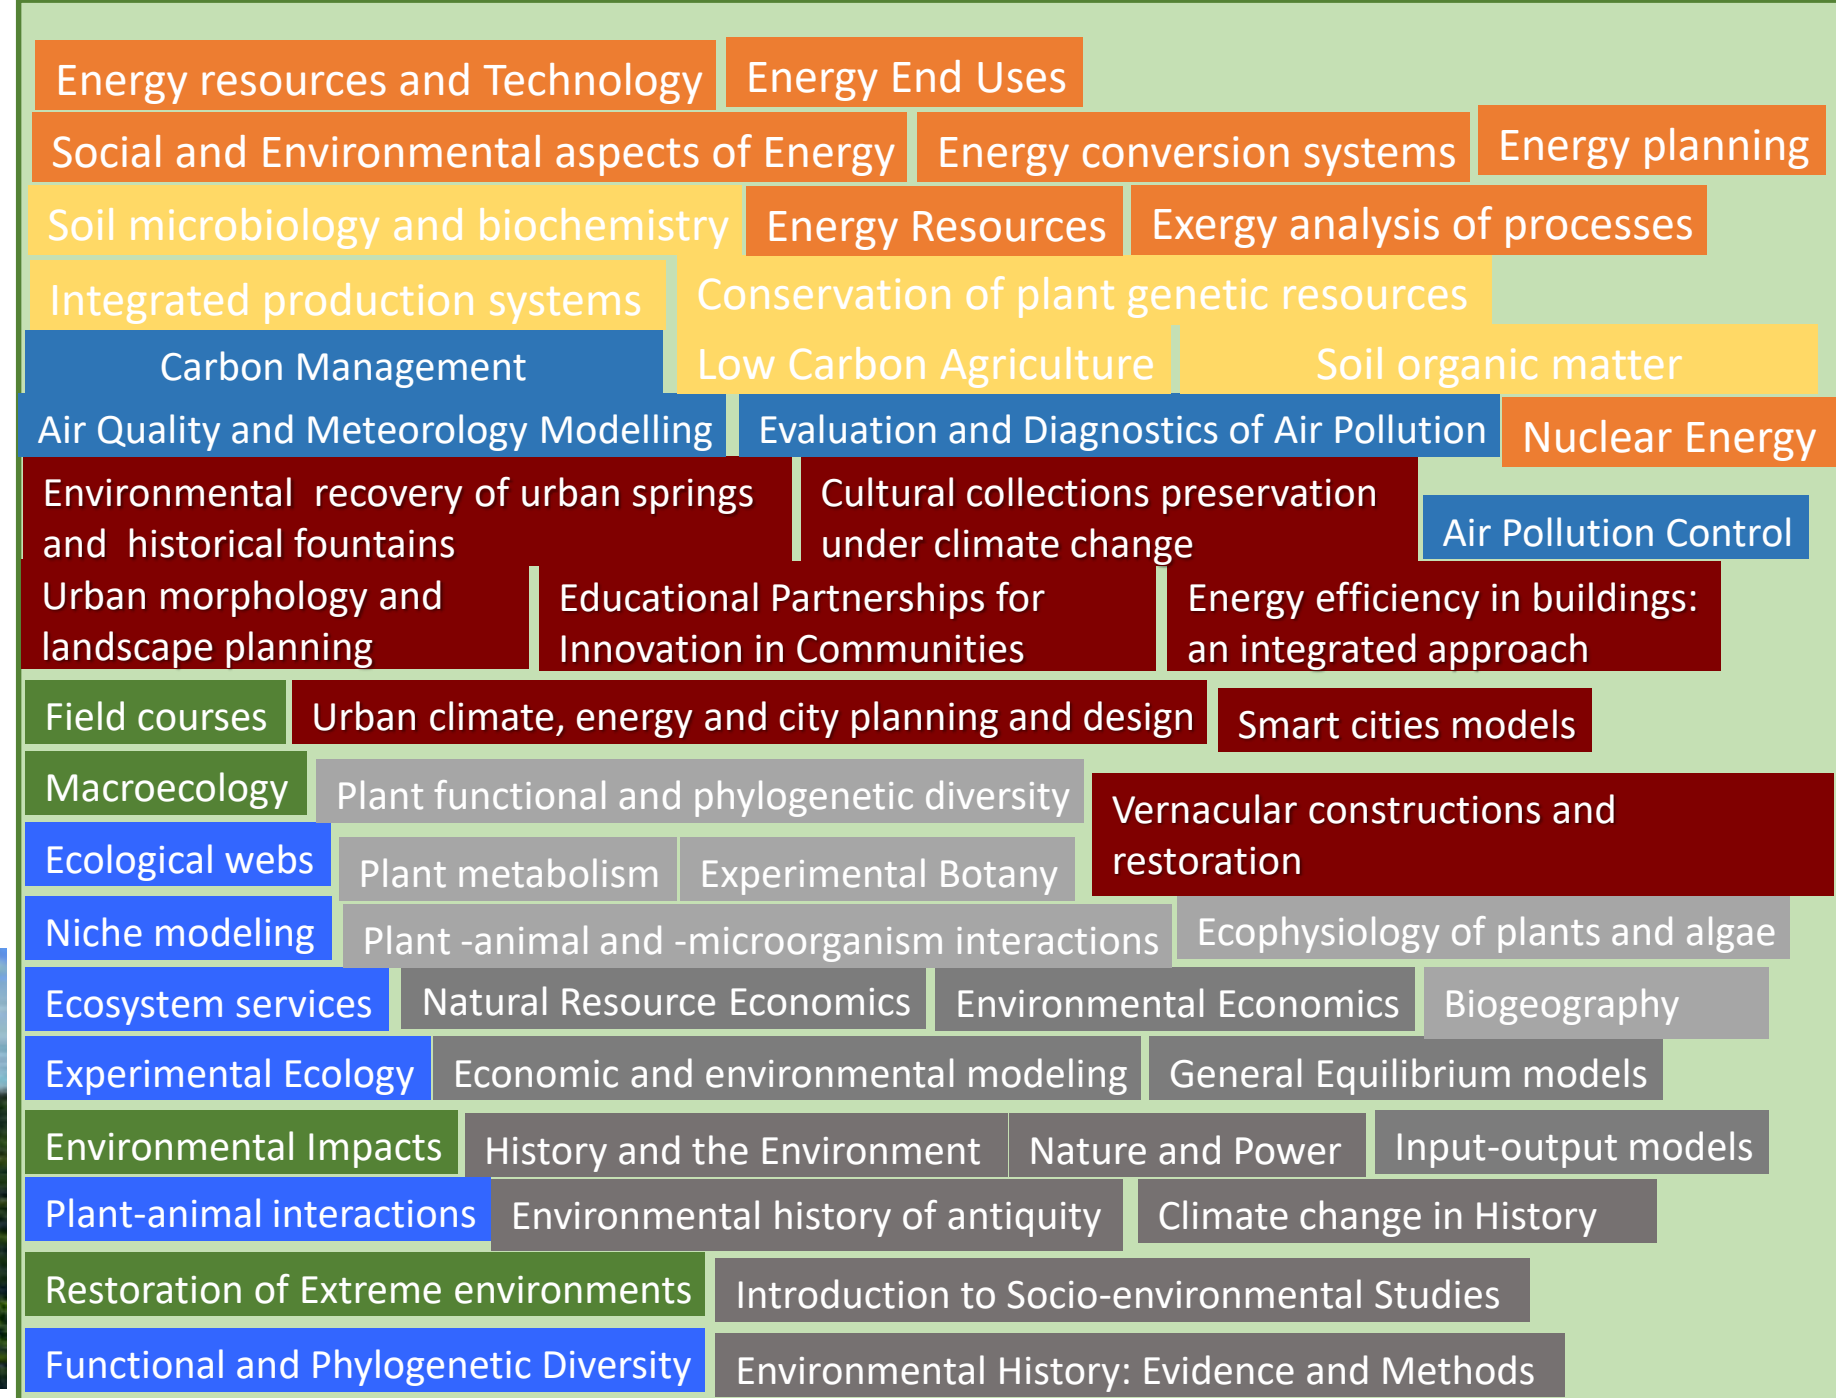 Energy resources and Technology
Energy End Uses
Social and Environmental aspects of Energy
Energy conversion systems
Energy planning
Soil microbiology and biochemistry
Energy Resources
Exergy analysis of processes
Integrated production systems
Conservation of plant genetic resources
Carbon Management
Low Carbon Agriculture
Soil organic matter
Air Quality and Meteorology Modelling
Evaluation and Diagnostics of Air Pollution
Nuclear Energy
Environmental recovery of urban springs
and historical fountains
Cultural collections preservation
under climate change
Air Pollution Control
Urban morphology and
landscape planning
Educational Partnerships for
Innovation in Communities
Energy efficiency in buildings:
an integrated approach
Field courses
Urban climate, energy and city planning and design
Smart cities models
Macroecology
Plant functional and phylogenetic diversity
Vernacular constructions and
restoration
Ecological webs
Plant metabolism
Experimental Botany
Niche modeling
Plant -animal and -microorganism interactions
Ecophysiology of plants and algae
Ecosystem services
Natural Resource Economics
Environmental Economics
Biogeography
Experimental Ecology
Economic and environmental modeling
General Equilibrium models
Environmental Impacts
History and the Environment
Nature and Power
Input-output models
Plant-animal interactions
Environmental history of antiquity
Climate change in History
Restoration of Extreme environments
Introduction to Socio-environmental Studies
Functional and Phylogenetic Diversity
Environmental History: Evidence and Methods